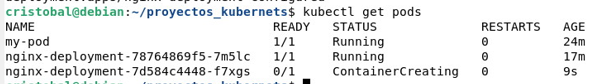 cristobal@debian:~/proyectos_kubernets$ kubectl get pods
NAME READY STATUS RESTARTS AGE
my-pod 1/1 Running 0 24m
nginx-deployment-78764869f5-7m5lc 1/1 Running 0 17m
nginx-deployment-7d584c4448-f7xgs 0/1 ContainerCreating 0 9s